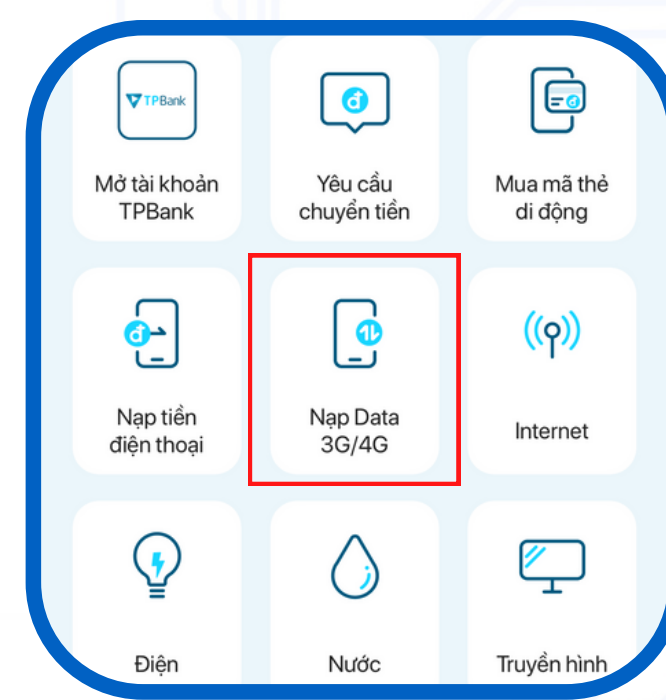 TPBank
Mở tài khoản
TPBank
đ
Yêu cầu
chuyển tiền
đ
Mua mã thẻ
di động
đ
Nạp tiền
điện thoại
Nạp Data
3G/4G
Internet
Điện
Nước
Truyền hình